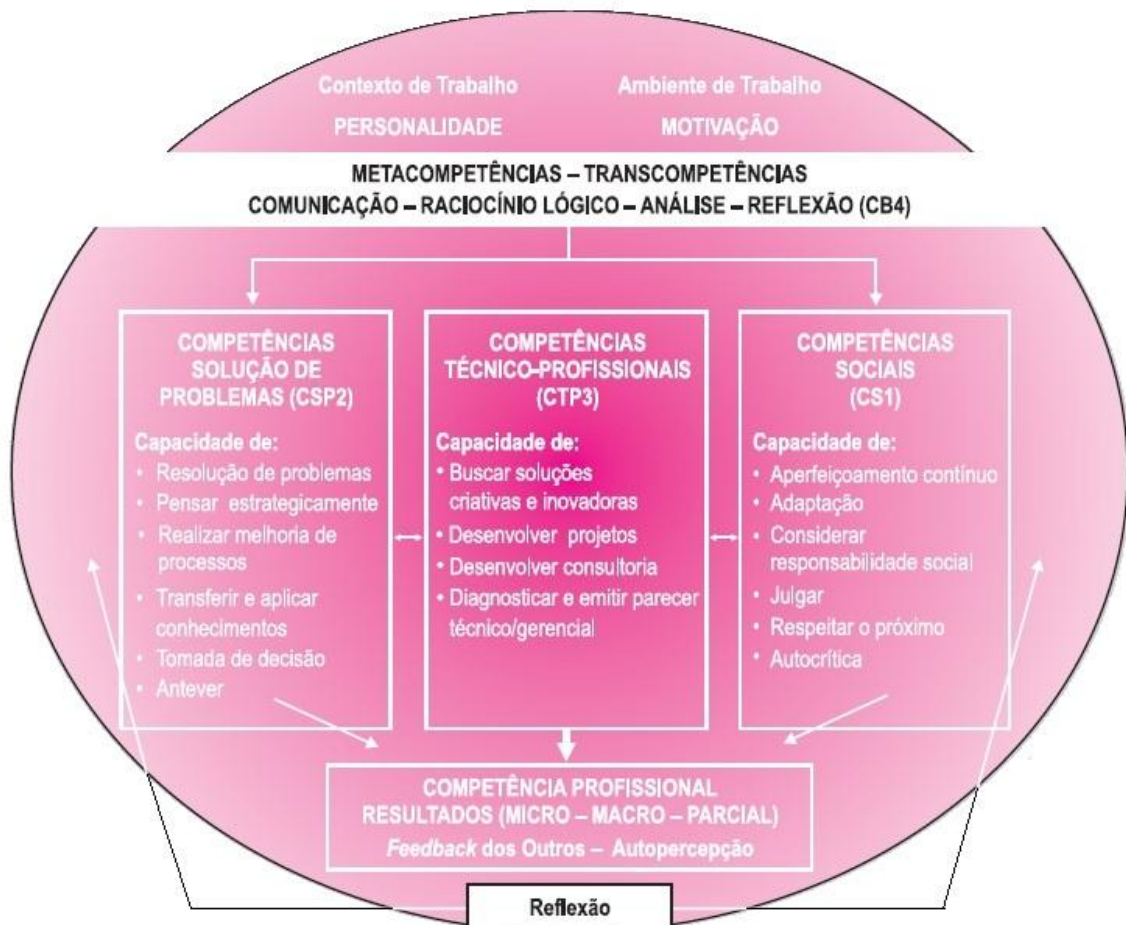 Contexto de Trabalho
Ambiente de Trabalho
PERSONALIDADE
MOTIVAÇÃO
METACOMPETÊNCIAS – TRANSCOMPETÊNCIAS
COMUNICAÇÃO – RACIOCÍNIO LÓGICO – ANÁLISE – REFLEXÃO (CB4)
COMPETÊNCIAS
SOLUÇÃO DE
PROBLEMAS (CSP2)
Capacidade de:
• Resolução de problemas
• Pensar estrategicamente
• Realizar melhoria de
processos
• Transferir e aplicar
conhecimentos
• Tomada de decisão
• Antever
COMPETÊNCIAS
TÉCNICO-PROFISSIONAIS
(CTP3)
Capacidade de:
• Buscar soluções
criativas e inovadoras
• Desenvolver projetos
• Desenvolver consultoria
• Diagnosticar e emitir parecer
técnico/gerencial
COMPETÊNCIAS
SOCIAIS
(CS1)
Capacidade de:
• Aperfeiçoamento contínuo
• Adaptação
• Considerar
responsabilidade social
• Julgar
• Respeitar o próximo
• Autocrítica
COMPETÊNCIA PROFISSIONAL
RESULTADOS (MICRO – MACRO – PARCIAL)
Feedback dos Outros – Autopercepção
Reflexão